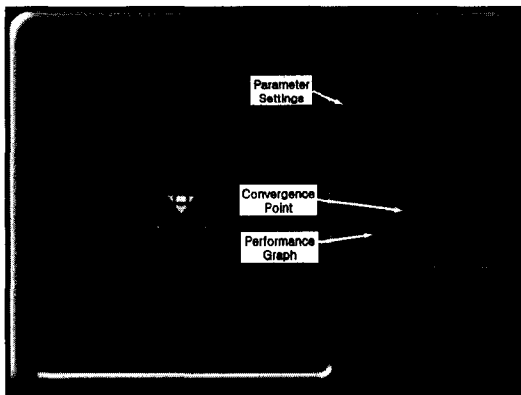 Parameter
Settings
Convergence
Point
Performance
Graph